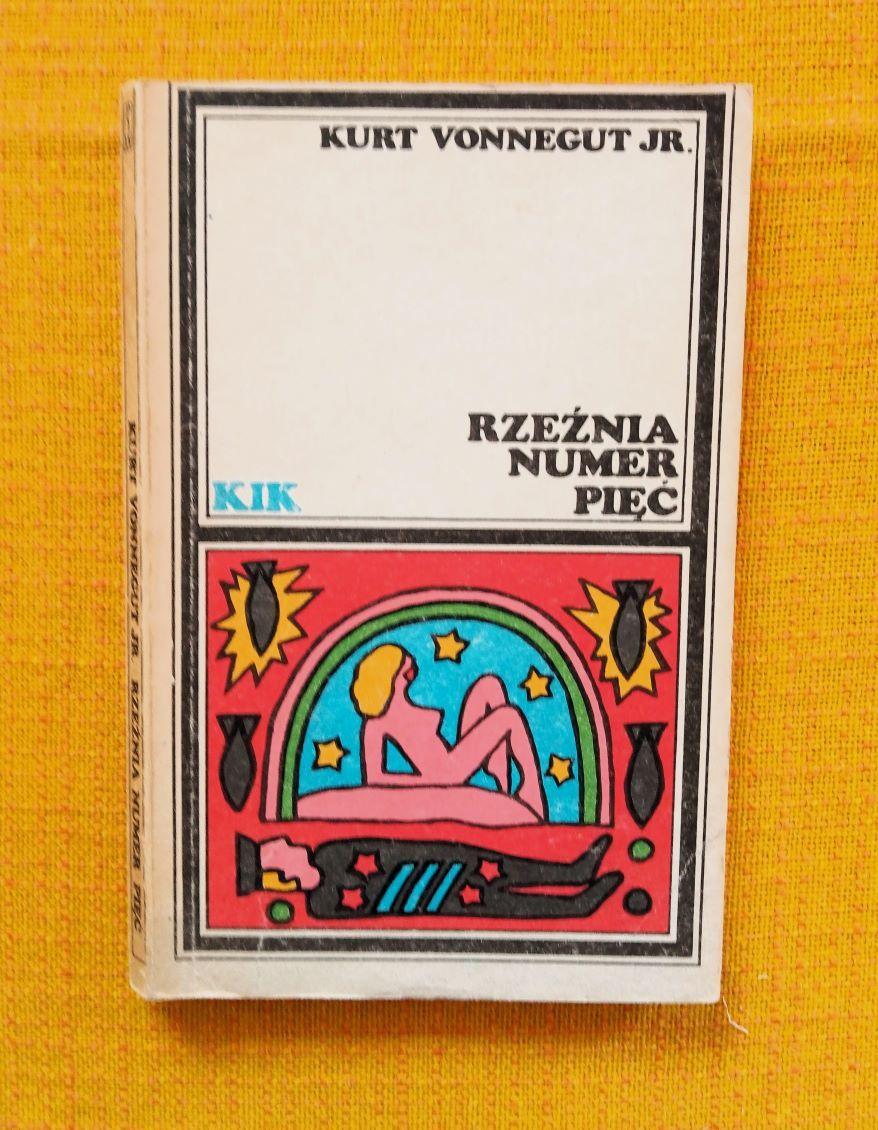 KURT VONNEGUT JR.
RZEŹNIA
NUMER
PIĘĆ
KIK
KURT VONNEGUT JR. RZEŹNIA NUMER PIĘĆ